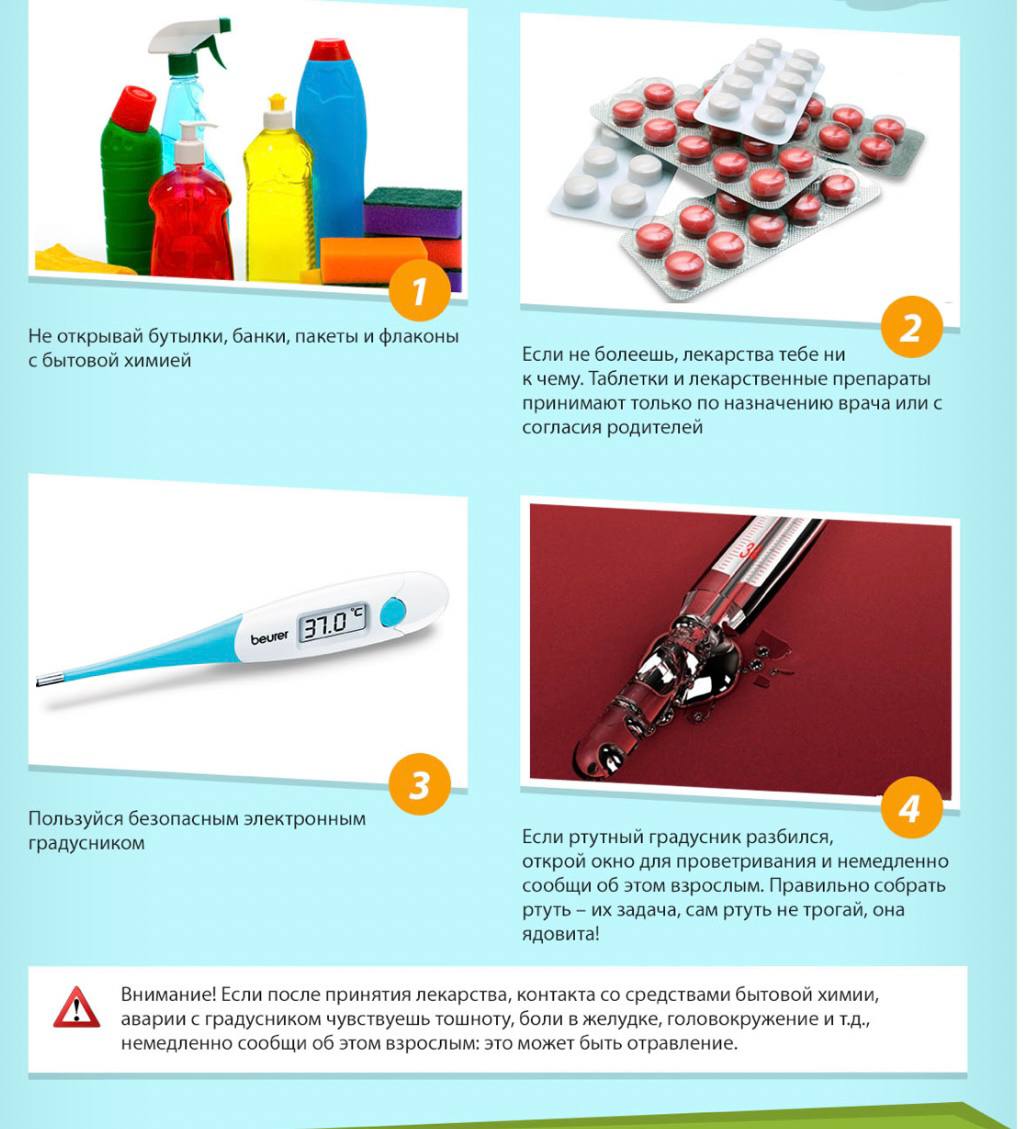 1
Не открывай бутылки, банки, пакеты и флаконы
с бытовой химией
2
Если не болеешь, лекарства тебе ни
к чему. Таблетки и лекарственные препараты
принимают только по назначению врача или с
согласия родителей
beurer
37.0 °C
3
Пользуйся безопасным электронным
градусником
4
Если ртутный градусник разбился,
открой окно для проветривания и немедленно
сообщи об этом взрослым. Правильно собрать
ртуть – их задача, сам ртуть не трогай, она
ядовита!
Внимание! Если после принятия лекарства, контакта со средствами бытовой химии,
аварии с градусником чувствуешь тошноту, боли в желудке, головокружение и т.д.,
немедленно сообщи об этом взрослым: это может быть отравление.